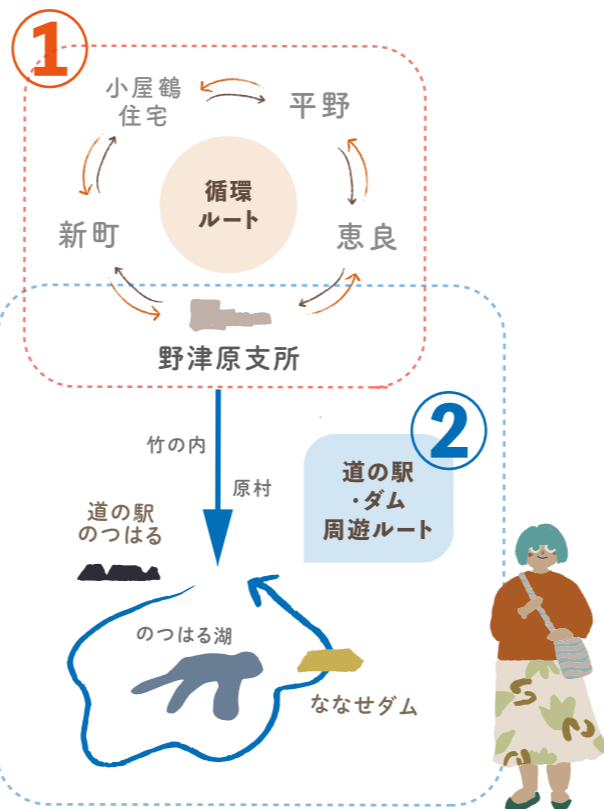 ①
小屋鶴
住宅
平野
循環
ルート
新町
恵良
野津原支所
②
竹の内
原村
道の駅
・ダム
周遊ルート
道の駅
のつはる
のつはる湖
ななせダム